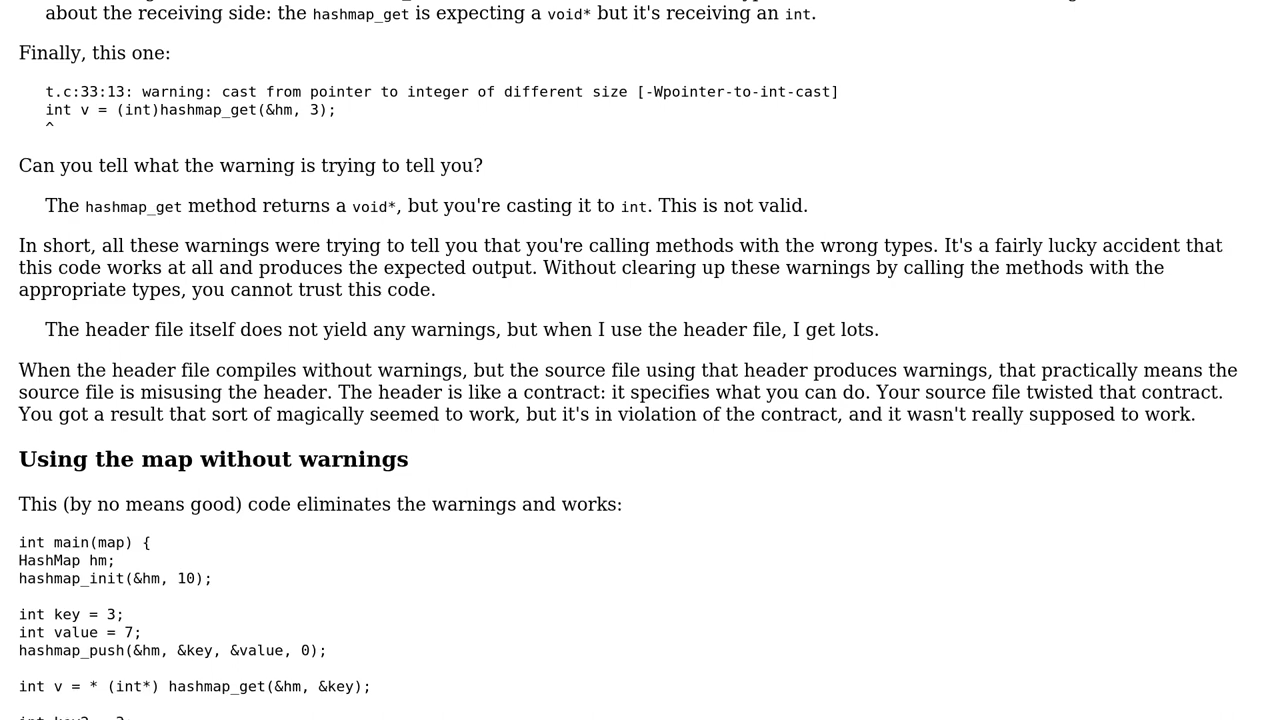 about the receiving side: the hashmap_get is expecting a void* but it's receiving an int.
Finally, this one:
t.c:33:13: warning: cast from pointer to integer of different size [-Wpointer-to-int-cast]
int v = (int)hashmap_get(&hm, 3);
^
Can you tell what the warning is trying to tell you?
The hashmap_get method returns a void*, but you're casting it to int. This is not valid.
In short, all these warnings were trying to tell you that you're calling methods with the wrong types. It's a fairly lucky accident that
this code works at all and produces the expected output. Without clearing up these warnings by calling the methods with the
appropriate types, you cannot trust this code.
The header file itself does not yield any warnings, but when I use the header file, I get lots.
When the header file compiles without warnings, but the source file using that header produces warnings, that practically means the
source file is misusing the header. The header is like a contract: it specifies what you can do. Your source file twisted that contract.
You got a result that sort of magically seemed to work, but it's in violation of the contract, and it wasn't really supposed to work.
Using the map without warnings
This (by no means good) code eliminates the warnings and works:
int main(map) {
HashMap hm;
hashmap_init(&hm, 10);
int key = 3;
int value = 7;
hashmap_push(&hm, &key, &value, 0);
int v = * (int*) hashmap_get(&hm, &key);